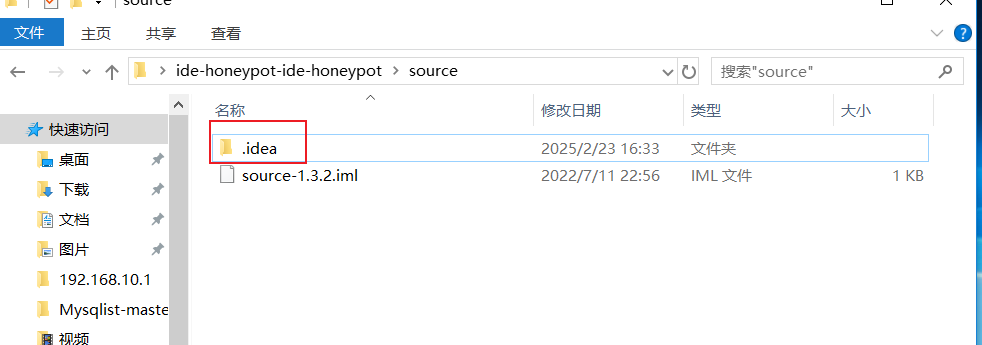 source
文件 主页 共享 查看
ide-honeypot-ide-honeypot source 搜索"source"
名称 修改日期 类型 大小
快速访问
.idea 2025/2/23 16:33 文件夹
桌面
source-1.3.2.iml 2022/7/11 22:56 IML 文件 1 KB
下载
文档
图片
192.168.10.1
Mysqlist-maste
视频